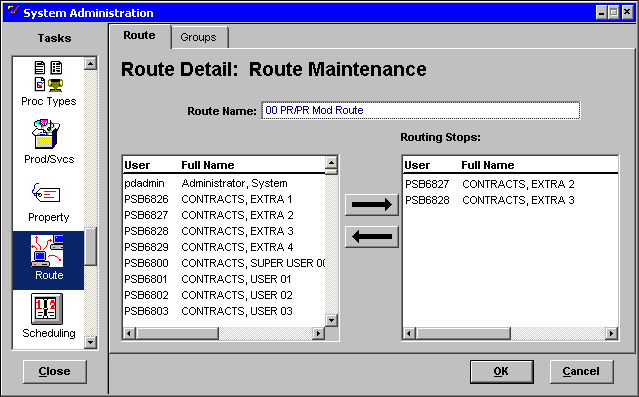 System Administration
Tasks
Proc Types
Prod/Svcs
Property
Route
Scheduling
Close
Route Groups
Route Detail: Route Maintenance
Route Name: 00 PR/PR Mod Route
User Full Name
pdadmin Administrator, System
PSB6826 CONTRACTS, EXTRA 1
PSB6827 CONTRACTS, EXTRA 2
PSB6828 CONTRACTS, EXTRA 3
PSB6829 CONTRACTS, EXTRA 4
PSB6800 CONTRACTS, SUPER USER 00
PSB6801 CONTRACTS, USER 01
PSB6802 CONTRACTS, USER 02
PSB6803 CONTRACTS, USER 03
Routing Stops:
User Full Name
PSB6827 CONTRACTS, EXTRA 2
PSB6828 CONTRACTS, EXTRA 3
OK Cancel